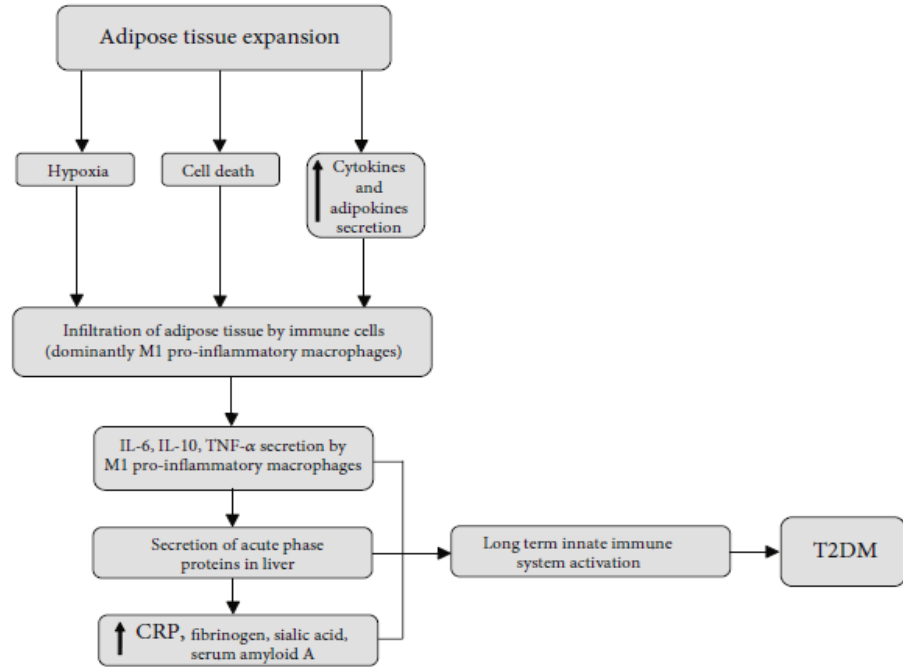 Adipose tissue expansion
Hypoxia
Cell death
Cytokines
and
adipokines
secretion
Infiltration of adipose tissue by immune cells
(dominantly M1 pro-inflammatory macrophages)
IL-6, IL-10, TNF-α secretion by
M1 pro-inflammatory macrophages
Secretion of acute phase
proteins in liver
CRP, fibrinogen, sialic acid,
serum amyloid A
Long term innate immune
system activation
T2DM